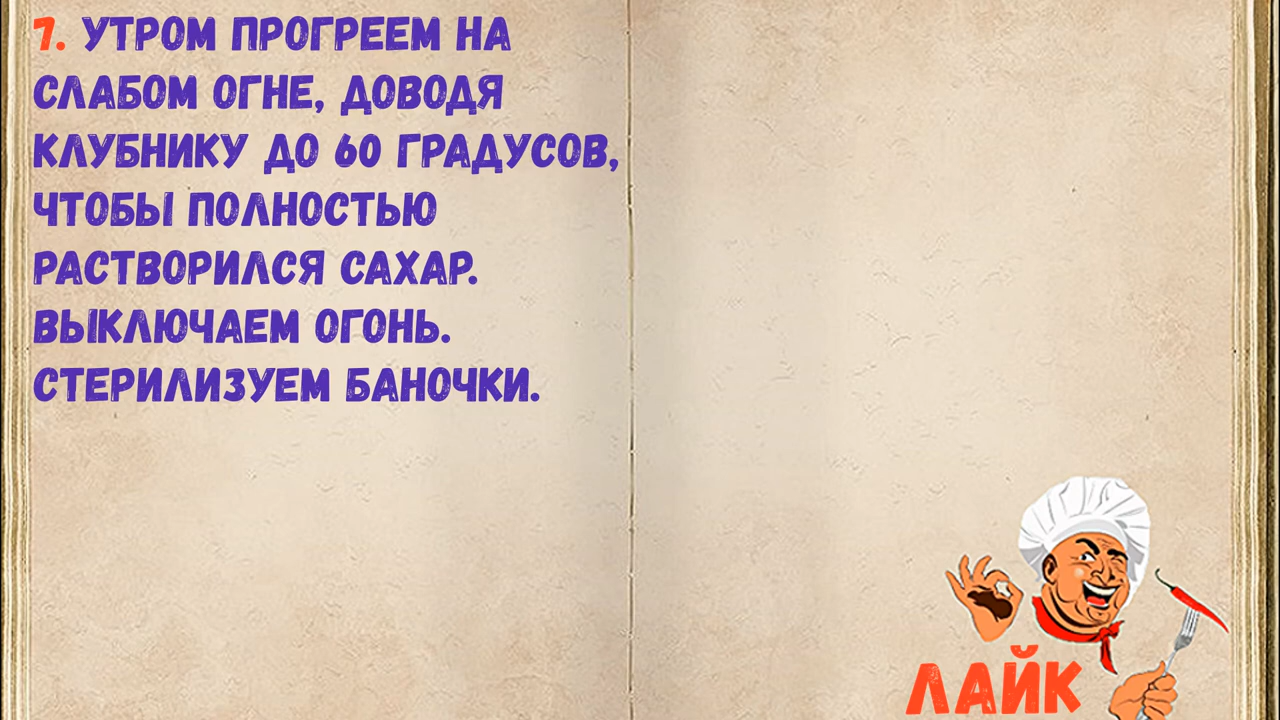 7. УТРОМ ПРОГРЕЕМ НА
СЛАБОМ ОГНЕ, ДОВОДЯ
КЛУБНИКУ ДО 60 ГРАДУСОВ,
ЧТОБЫ ПОЛНОСТЬЮ
РАСТВОРИЛСЯ САХАР.
ВЫКЛЮЧАЕМ ОГОНЬ.
СТЕРИЛИЗУЕМ БАНОЧКИ.
ЛАЙК